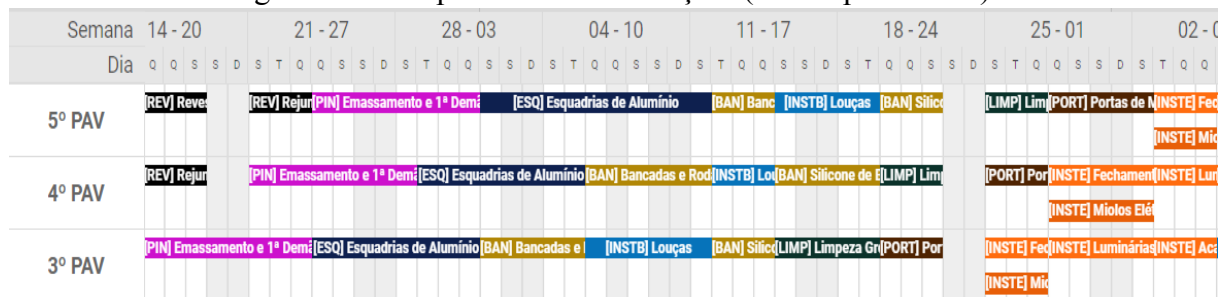 Semana 14 - 20 21 - 27 28 - 03 04 - 10 11 - 17 18 - 24 25 - 01 02 -
Dia Q Q S S D S T Q Q S S D S T Q Q S S D S T Q Q S S D S T Q Q S S D S T Q Q S S D S T Q Q S S D S T Q Q
5º PAV [REV] Reves [REV] Rejun [PIN] Emassamento e 1ª Demã [ESQ] Esquadrias de Alumínio [BAN] Banc [INSTB] Louças [BAN] Silico [LIMP] Lim [PORT] Portas de M [INSTE] Fec
[INSTE] Mio
4º PAV [REV] Rejun [PIN] Emassamento e 1ª Demã [ESQ] Esquadrias de Alumínio [BAN] Bancadas e Rod [INSTB] Lou [BAN] Silicone de B [LIMP] Lim [PORT] Por [INSTE] Fechament [INSTE] Lun
[INSTE] Miolos Elét
3º PAV [PIN] Emassamento e 1ª Demã [ESQ] Esquadrias de Alumínio [BAN] Bancadas e [INSTB] Louças [BAN] Silico [LIMP] Limpeza Gr [PORT] Por [INSTE] Fec [INSTE] Luminárias [INSTE] Aca
[INSTE] Mio